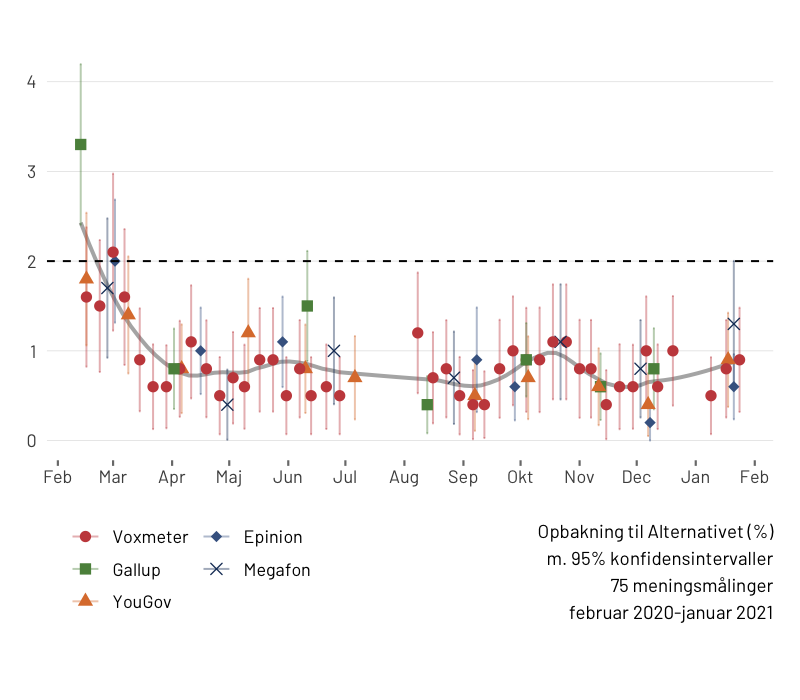 4
3
2
1
0
Feb Mar Apr Maj Jun Jul Aug Sep Okt Nov Dec Jan Feb
Voxmeter Epinion
Gallup Megafon
YouGov
Opbakning til Alternativet (%)
m. 95% konfidensintervaller
75 meningsmålinger
februar 2020-januar 2021